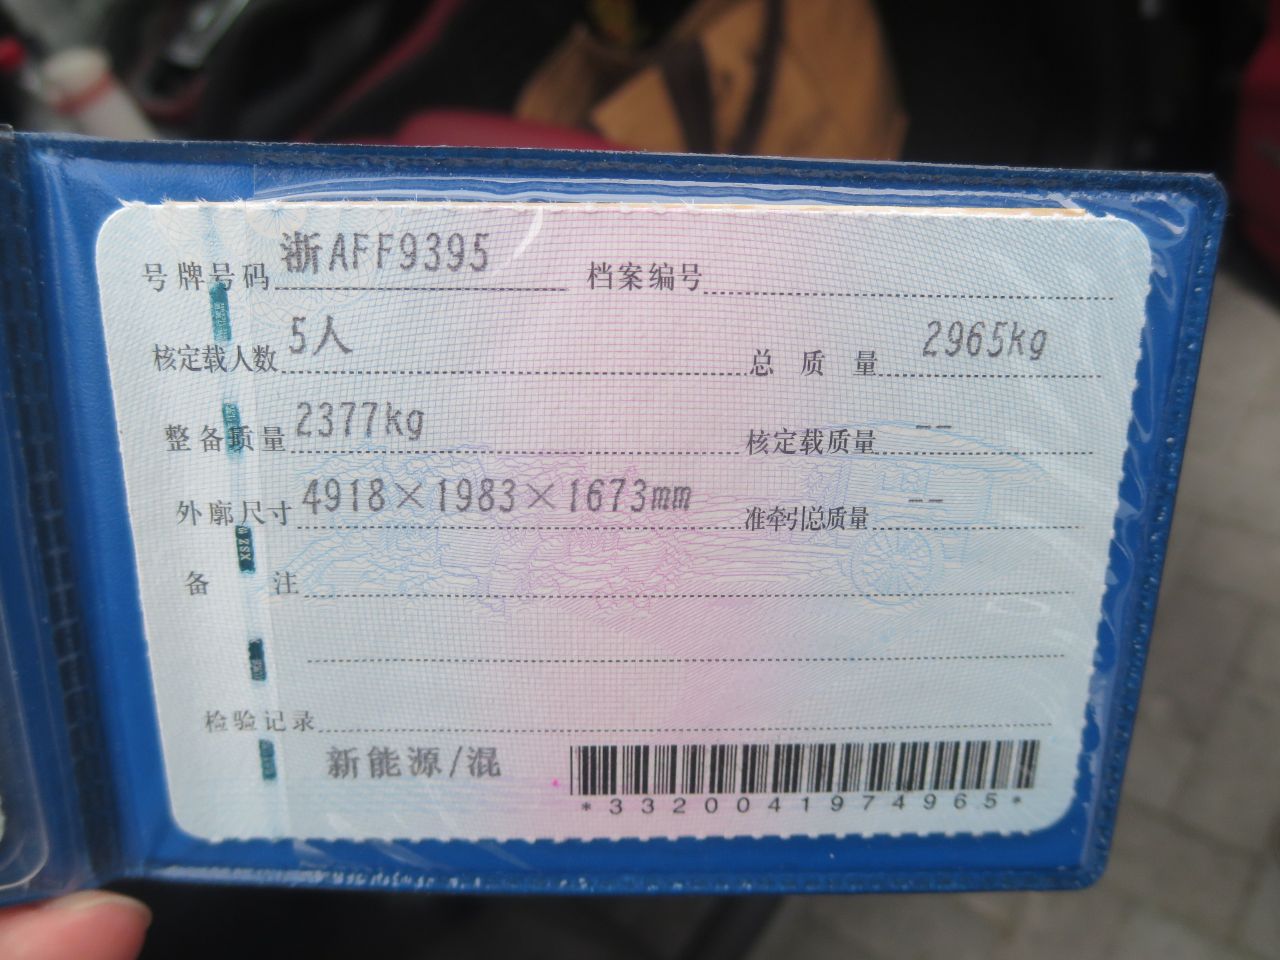 号牌号码 浙AFF9395 档案编号
核定载人数 5人 总质量 2965kg
整备质量 2377kg 核定载质量 --
外廓尺寸 4918×1983×1673mm 准牵引总质量 --
备注
检验记录
新能源/混
*3320041974965*